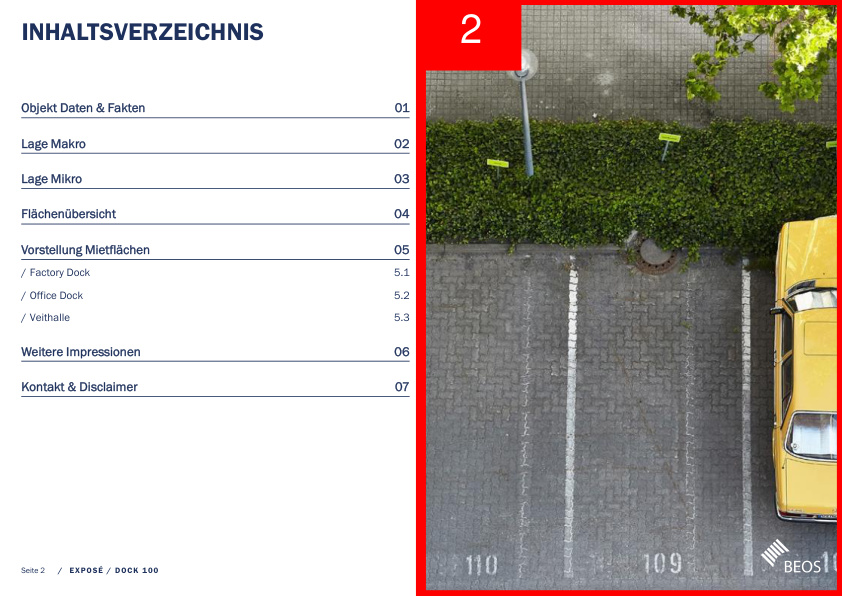 INHALTSVERZEICHNIS
Objekt Daten & Fakten 01
Lage Makro 02
Lage Mikro 03
Flächenübersicht 04
Vorstellung Mietflächen 05
/ Factory Dock 5.1
/ Office Dock 5.2
/ Veithalle 5.3
Weitere Impressionen 06
Kontakt & Disclaimer 07
Seite 2 / EXPOSÉ / DOCK 100
2
110
109
10
BEOS